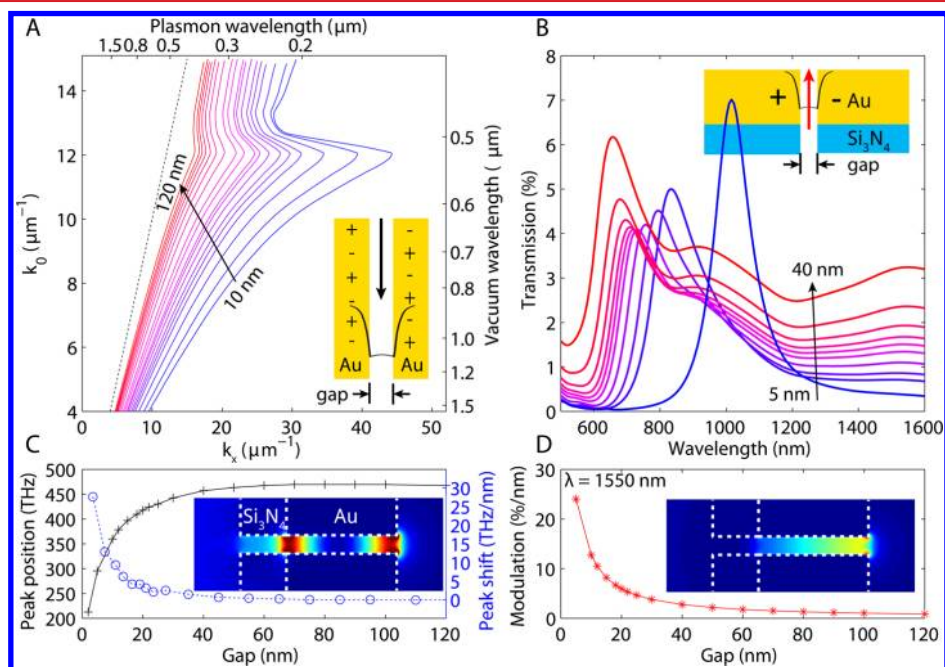 A
Plasmon wavelength (µm)
1.5 0.8 0.5 0.3 0.2
14
12
10
8
6
4
k0 (µm⁻¹)
120 nm
10 nm
+ -
- +
+ -
- +
+ -
- +
Au Au
gap
0.5
0.6
0.7
0.8
0.9
1.0
1.2
1.5
Vacuum wavelength (µm)
0 10 20 30 40 50
kx (µm⁻¹)
B
8
7
6
5
4
3
2
1
0
Transmission (%)
+ - Au
Si3N4
gap
40 nm
5 nm
600 800 1000 1200 1400 1600
Wavelength (nm)
C
500
450
400
350
300
250
200
Peak position (THz)
Si3N4 Au
30
25
20
15
10
5
0
Peak shift (THz/nm)
0 20 40 60 80 100 120
Gap (nm)
D
30
20
10
0
Modulation (%/nm)
λ = 1550 nm
0 20 40 60 80 100 120
Gap (nm)